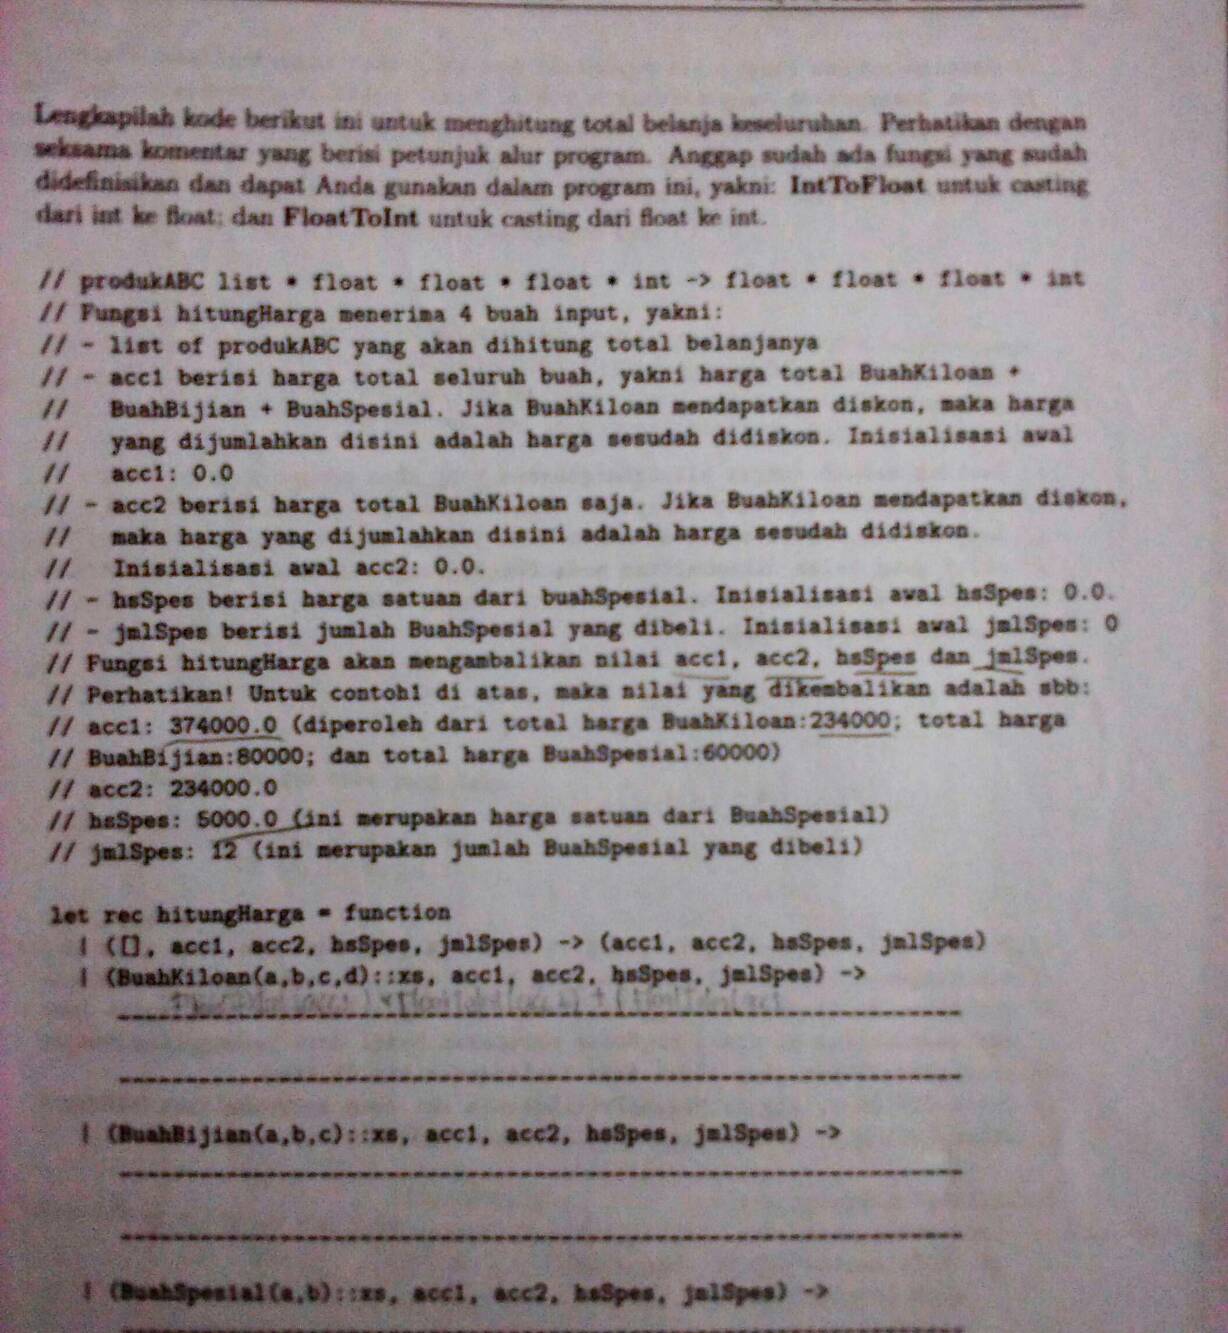 Lengkapilah kode berikut ini untuk menghitung total belanja keseluruhan. Perhatikan dengan
seksama komentar yang berisi petunjuk alur program. Anggap sudah ada fungsi yang sudah
didefinisikan dan dapat Anda gunakan dalam program ini, yakni: IntToFloat untuk casting
dari int ke float; dan FloatToInt untuk casting dari float ke int.
// produkABC list * float * float * float * int -> float * float * float * int
// Fungsi hitungHarga menerima 4 buah input, yakni:
// - list of produkABC yang akan dihitung total belanjanya
// - acc1 berisi harga total seluruh buah, yakni harga total BuahKiloan +
// BuahBijian + BuahSpesial. Jika BuahKiloan mendapatkan diskon, maka harga
// yang dijumlahkan disini adalah harga sesudah didiskon. Inisialisasi awal
// acc1: 0.0
// - acc2 berisi harga total BuahKiloan saja. Jika BuahKiloan mendapatkan diskon,
// maka harga yang dijumlahkan disini adalah harga sesudah didiskon.
// Inisialisasi awal acc2: 0.0.
// - hsSpes berisi harga satuan dari buahSpesial. Inisialisasi awal hsSpes: 0.0.
// - jmlSpes berisi jumlah BuahSpesial yang dibeli. Inisialisasi awal jmlSpes: 0
// Fungsi hitungHarga akan mengambalikan nilai acc1, acc2, hsSpes dan jmlSpes.
// Perhatikan! Untuk contoh1 di atas, maka nilai yang dikembalikan adalah sbb:
// acc1: 374000.0 (diperoleh dari total harga BuahKiloan:234000; total harga
// BuahBijian:80000; dan total harga BuahSpesial:60000)
// acc2: 234000.0
// hsSpes: 5000.0 (ini merupakan harga satuan dari BuahSpesial)
// jmlSpes: 12 (ini merupakan jumlah BuahSpesial yang dibeli)
let rec hitungHarga = function
| ([], acc1, acc2, hsSpes, jmlSpes) -> (acc1, acc2, hsSpes, jmlSpes)
| (BuahKiloan(a,b,c,d)::xs, acc1, acc2, hsSpes, jmlSpes) ->
| (BuahBijian(a,b,c)::xs, acc1, acc2, hsSpes, jmlSpes) ->
| (BuahSpesial(a,b)::xs, acc1, acc2, hsSpes, jmlSpes) ->